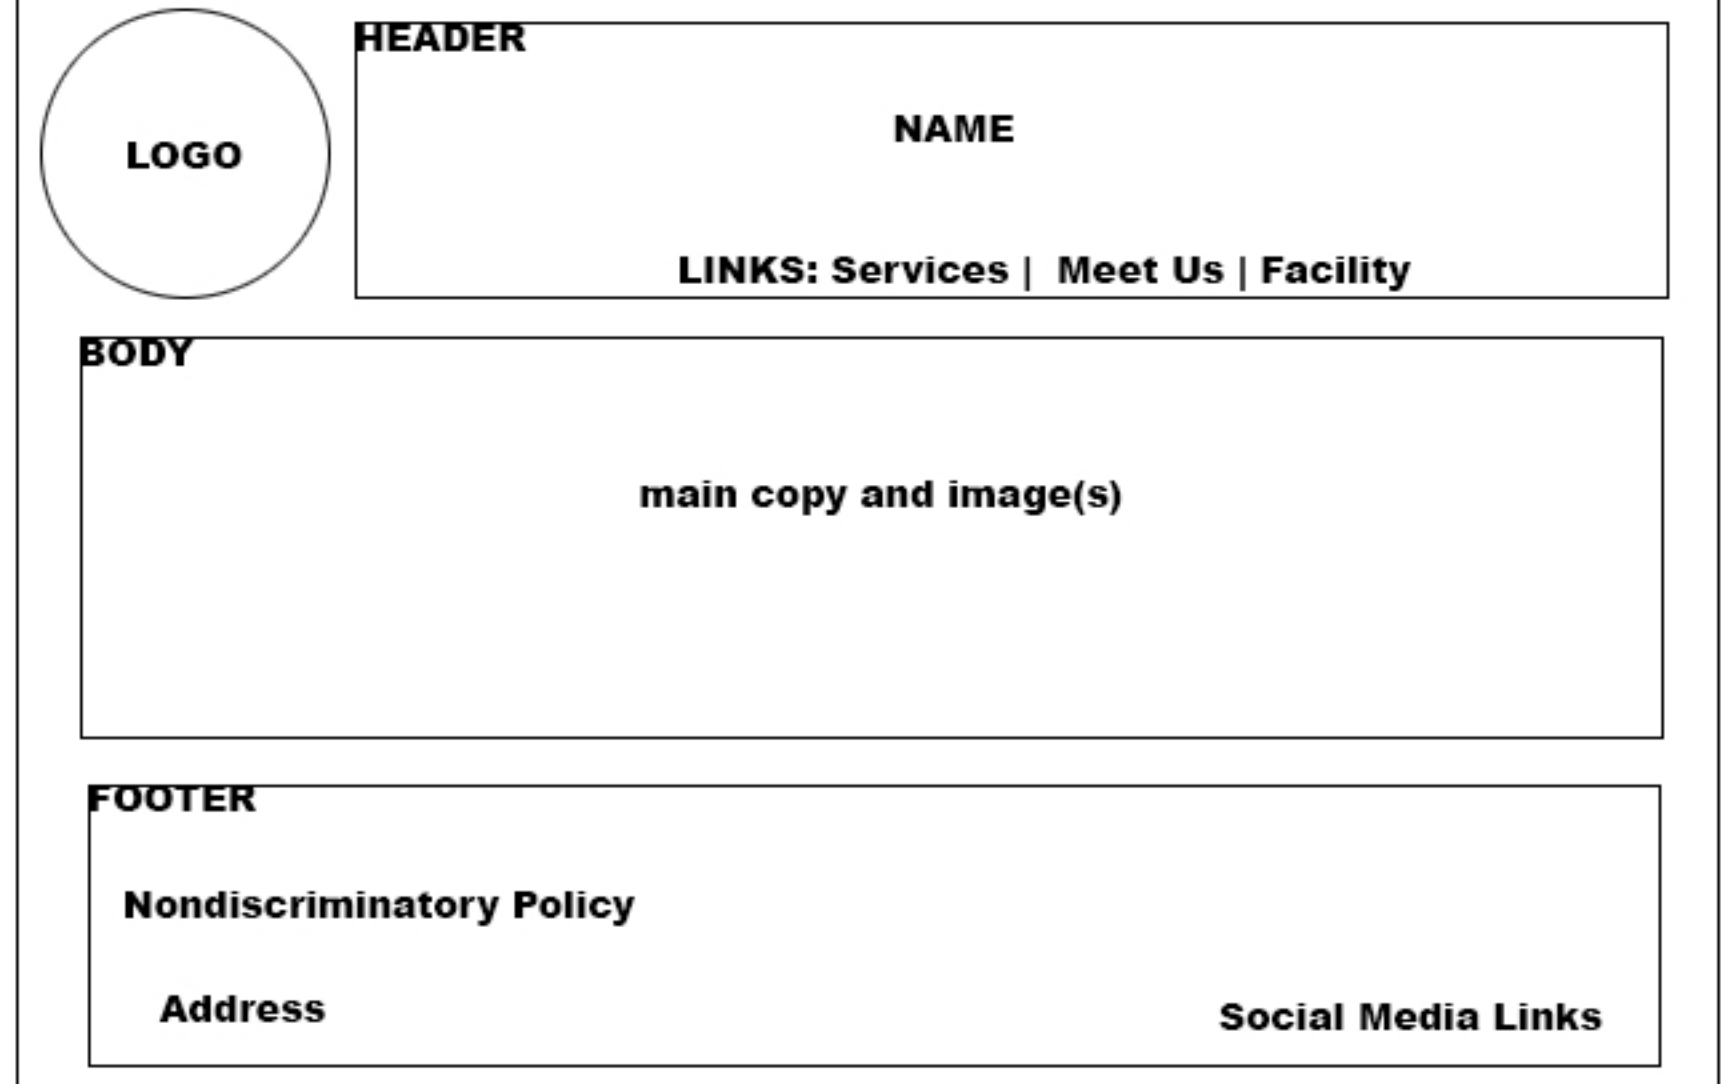 HEADER
LOGO
NAME
LINKS: Services |  Meet Us | Facility
BODY
main copy and image(s)
FOOTER
Nondiscriminatory Policy
Address
Social Media Links